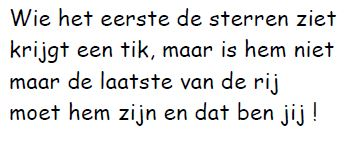 Wie het eerste de sterren ziet
krijgt een tik, maar is hem niet
maar de laatste van de rij
moet hem zijn en dat ben jij !